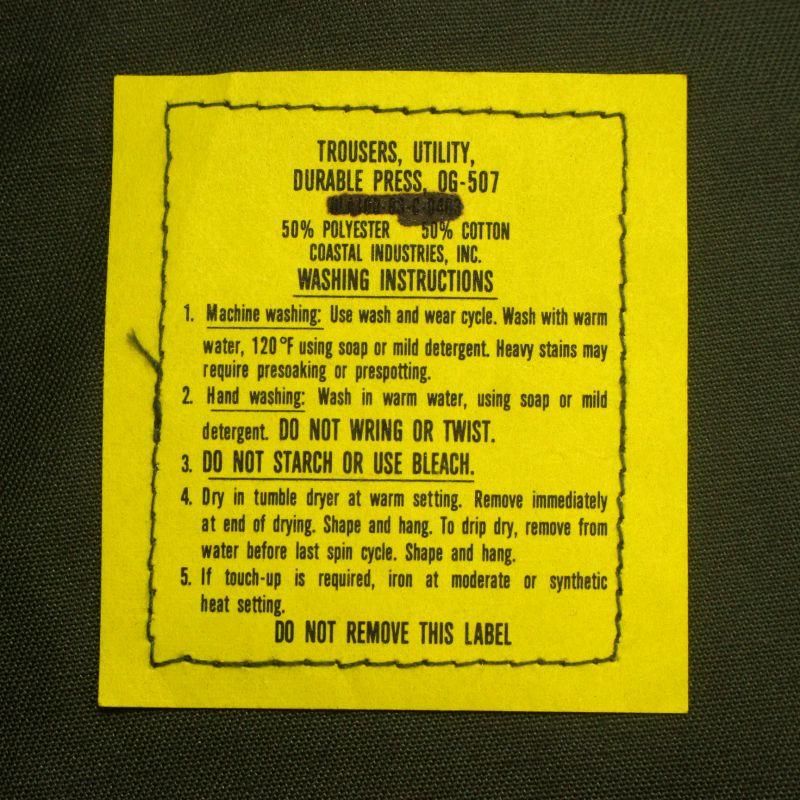 TROUSERS, UTILITY,
DURABLE PRESS, OG-507
50% POLYESTER 50% COTTON
COASTAL INDUSTRIES, INC.
WASHING INSTRUCTIONS
1. Machine washing: Use wash and wear cycle. Wash with warm
water, 120°F using soap or mild detergent. Heavy stains may
require presoaking or prespotting.
2. Hand washing: Wash in warm water, using soap or mild
detergent. DO NOT WRING OR TWIST.
3. DO NOT STARCH OR USE BLEACH.
4. Dry in tumble dryer at warm setting. Remove immediately
at end of drying. Shape and hang. To drip dry, remove from
water before last spin cycle. Shape and hang.
5. If touch-up is required, iron at moderate or synthetic
heat setting.
DO NOT REMOVE THIS LABEL